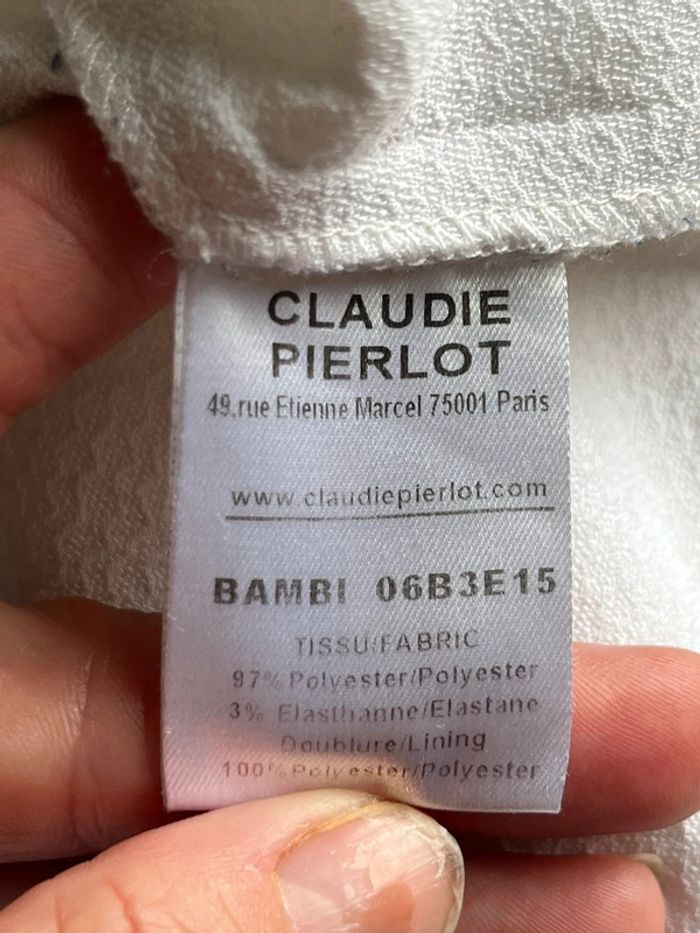 CLAUDIE
PIERLOT
49.rue Etienne Marcel 75001 Paris
www.claudiepierlot.com
BAMBI 06B3E15
TISSU/FABRIC
97% Polyester/Polyester
3% Elasthanne/Elastane
Doublure/Lining
100% Polyester/Polyester